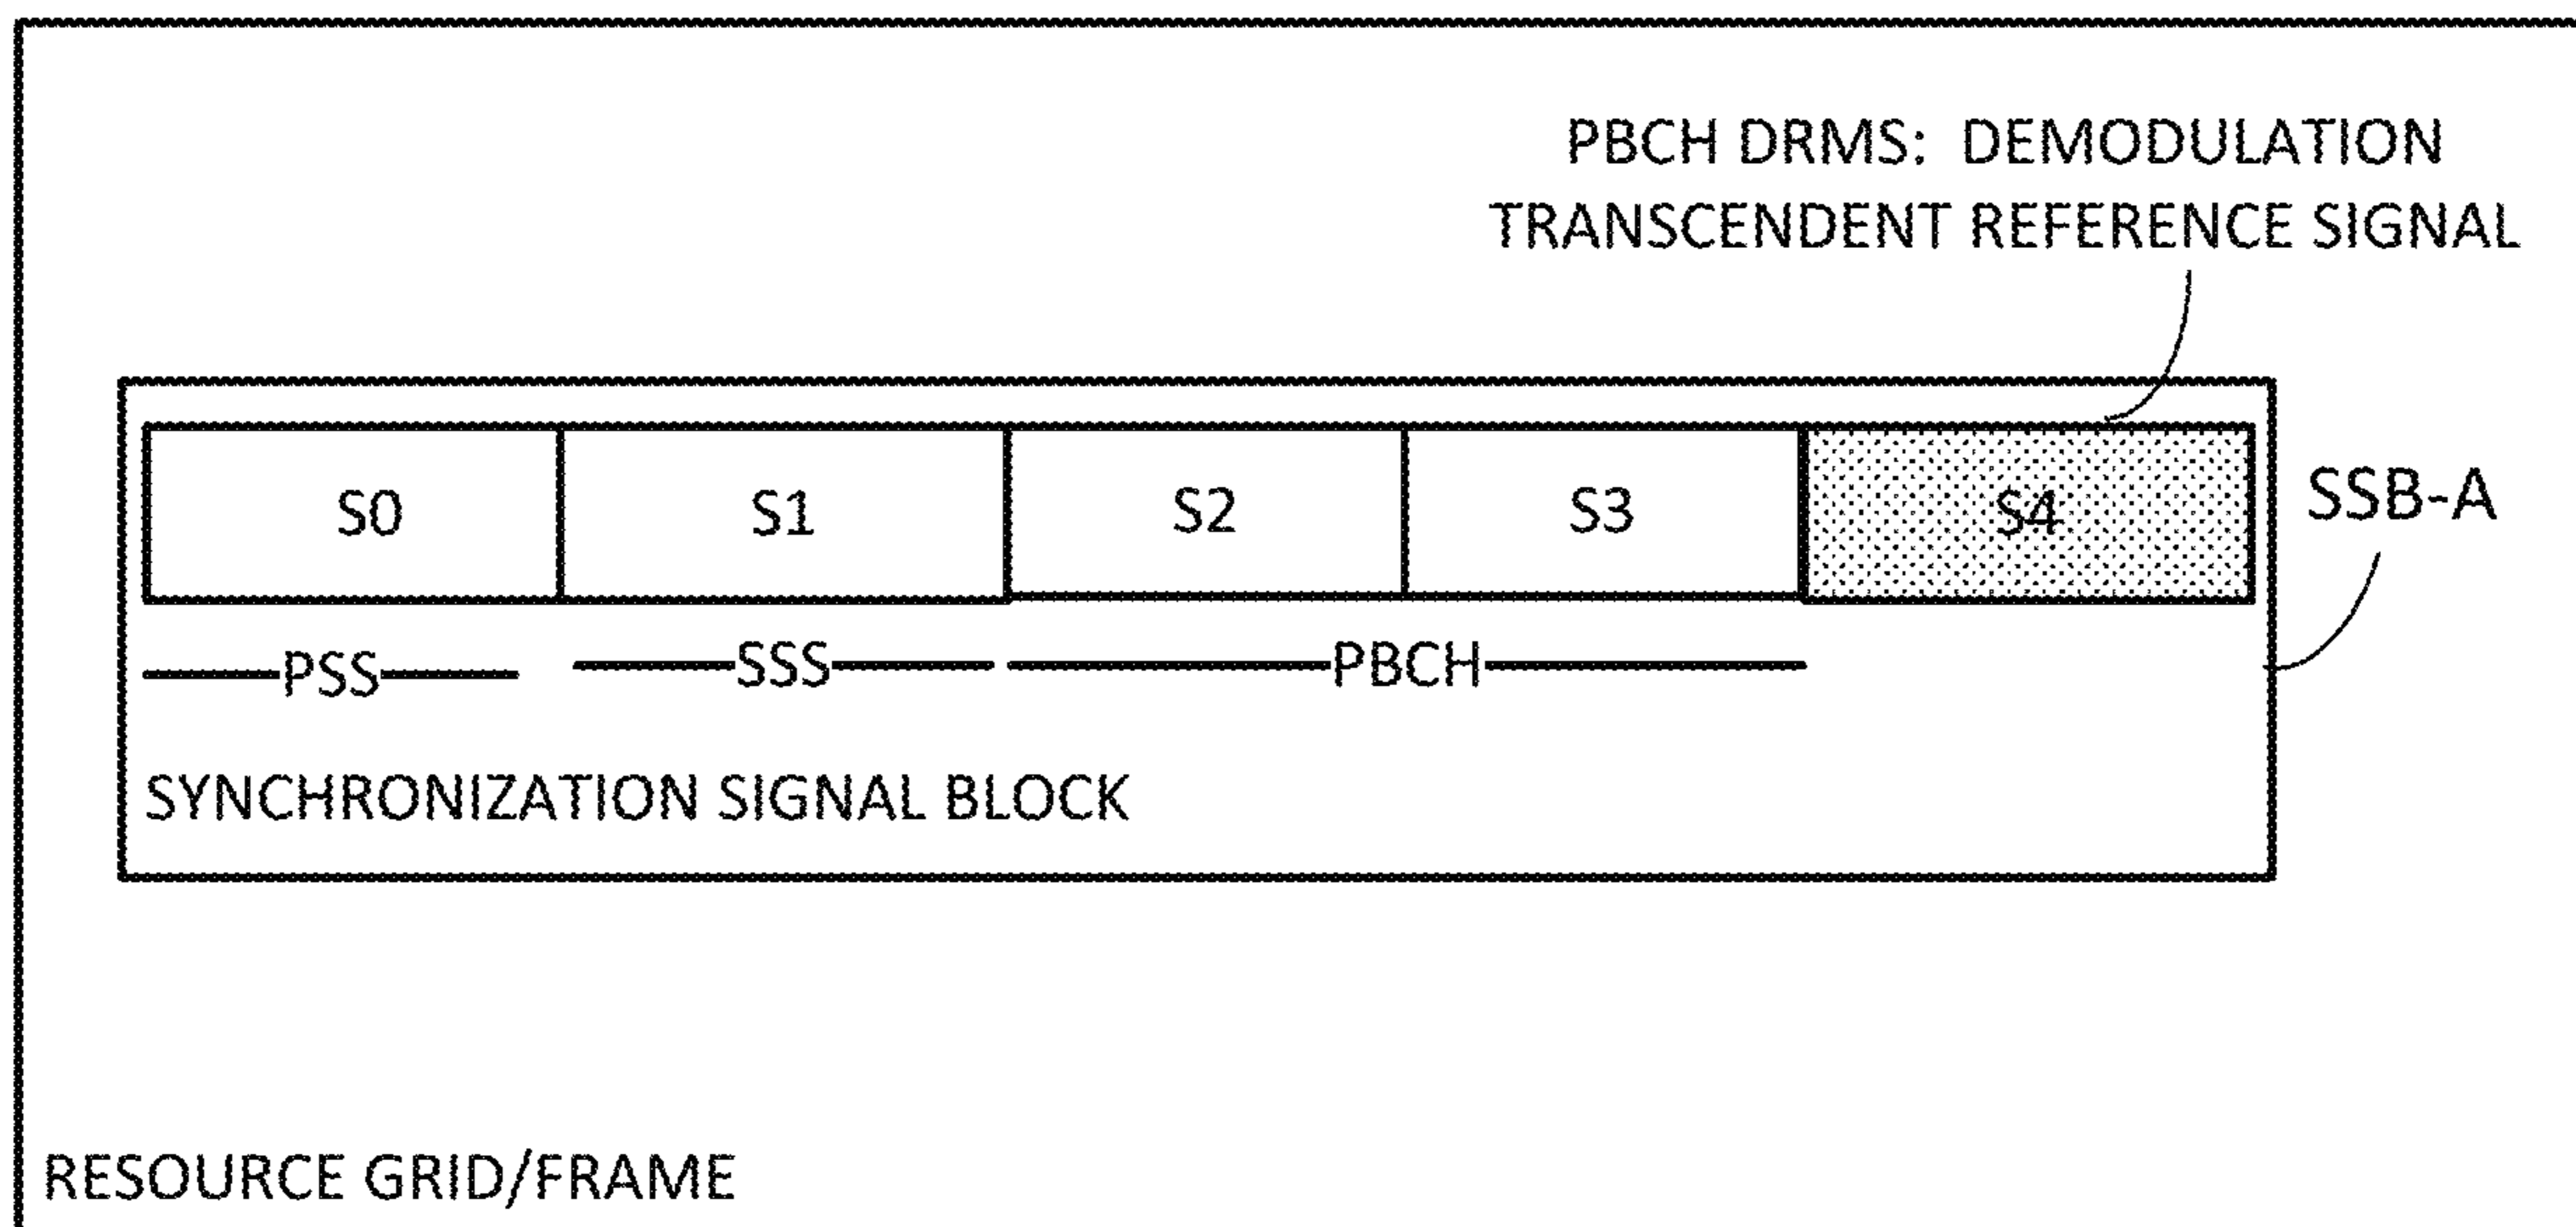 PBCH DRMS: DEMODULATION
TRANSCENDENT REFERENCE SIGNAL
S0 S1 S2 S3 S4
SSB-A
PSS SSS PBCH
SYNCHRONIZATION SIGNAL BLOCK
RESOURCE GRID/FRAME